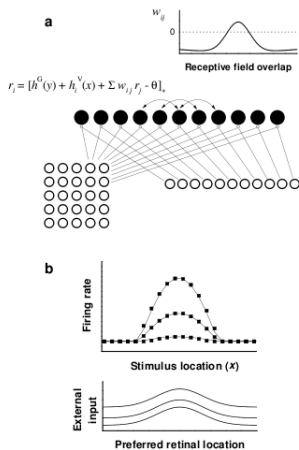 a
w_ij
0
Receptive field overlap
r_i = [h^G(y) + h_i^V(x) + Σ w_ij r_j - θ]_+
b
Firing rate
Stimulus location (x)
External input
Preferred retinal location